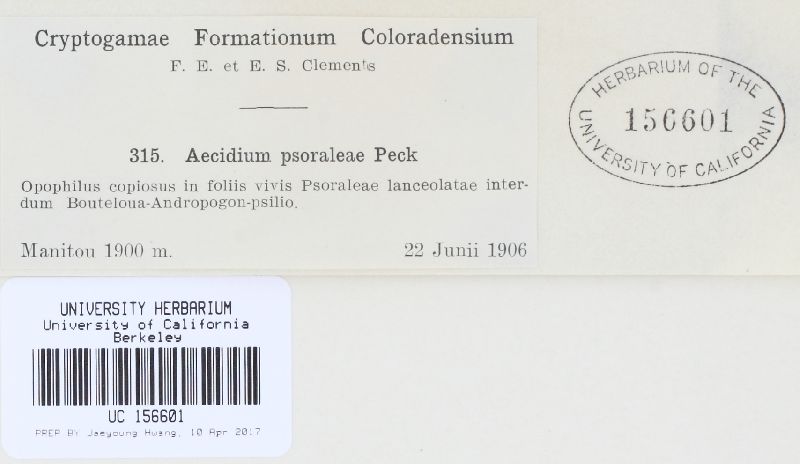 Cryptogamae Formationum Coloradensium
F. E. et E. S. Clements
315. Aecidium psoraleae Peck
Opophilus copiosus in foliis vivis Psoraleae lanceolatae inter-
dum Bouteloua-Andropogon-psilio.
Manitou 1900 m. 22 Junii 1906
HERBARIUM OF THE
156601
UNIVERSITY OF CALIFORNIA
UNIVERSITY HERBARIUM
University of California
Berkeley
UC 156601
PREP BY Jaeyoung Hwang, 10 Apr 2017